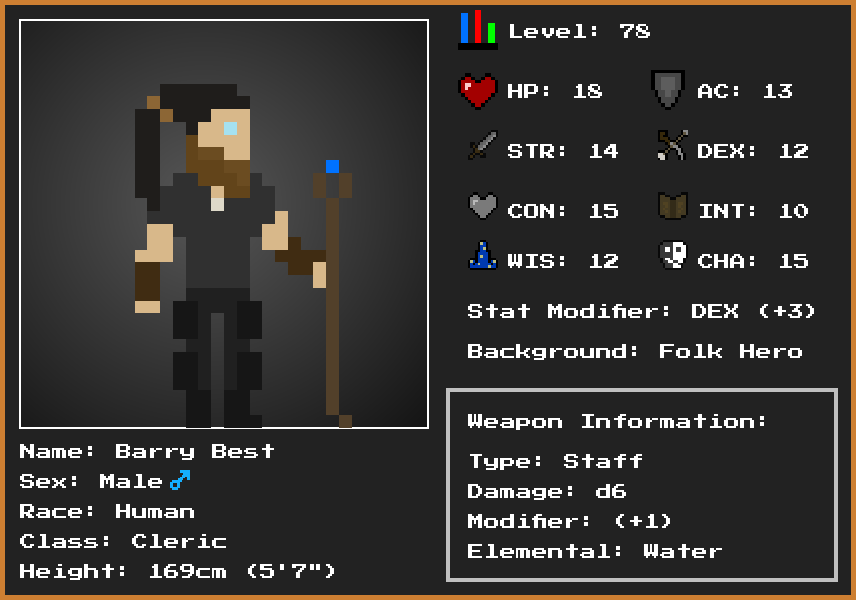 Level: 78
HP: 18 AC: 13
STR: 14 DEX: 12
CON: 15 INT: 10
WIS: 12 CHA: 15
Stat Modifier: DEX (+3)
Background: Folk Hero
Weapon Information:
Type: Staff
Damage: d6
Modifier: (+1)
Elemental: Water
Name: Barry Best
Sex: Male♂
Race: Human
Class: Cleric
Height: 169cm (5'7")